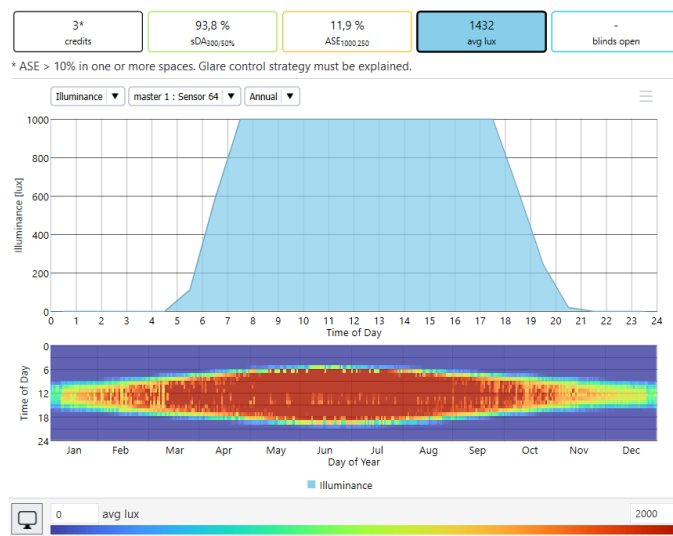 3* 93,8 % 11,9 % 1432 -
credits sDA300/50% ASE1000,250 avg lux blinds open
* ASE > 10% in one or more spaces. Glare control strategy must be explained.
Illuminance ▼ master 1 : Sensor 64 ▼ Annual ▼
Illuminance [lux]
1000
800
600
400
200
0
0 1 2 3 4 5 6 7 8 9 10 11 12 13 14 15 16 17 18 19 20 21 22 23 24
Time of Day
Time of Day
0
6
12
18
24
Jan Feb Mar Apr May Jun Jul Aug Sep Oct Nov Dec
Day of Year
Illuminance
0 avg lux 2000